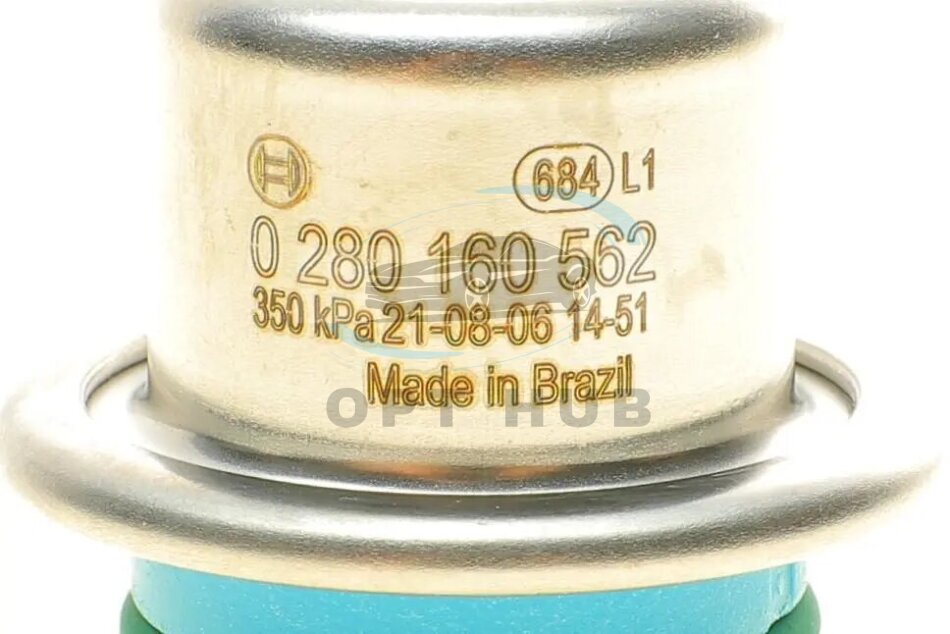 684 L1
0 280 160 562
350 kPa 21-08-06 14-51
Made in Brazil
OPT HUB